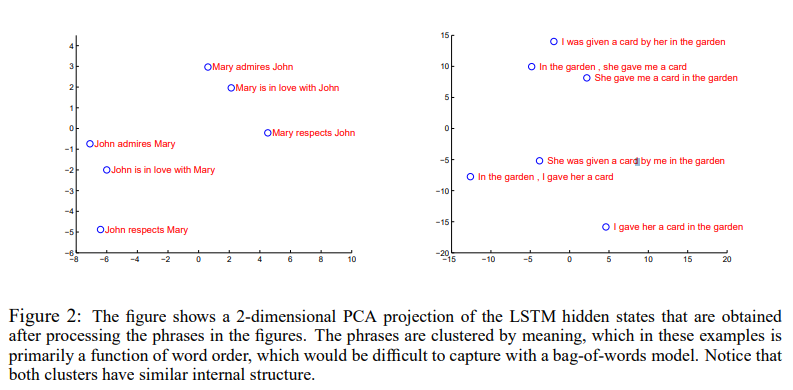 4
3
2
1
0
−1
−2
−3
−4
−5
−6
−8 −6 −4 −2 0 2 4 6 8 10
Mary admires John
Mary is in love with John
Mary respects John
John admires Mary
John is in love with Mary
John respects Mary
15
10
5
0
−5
−10
−15
−20
−15 −10 −5 0 5 10 15 20
I was given a card by her in the garden
In the garden , she gave me a card
She gave me a card in the garden
She was given a card by me in the garden
In the garden , I gave her a card
I gave her a card in the garden
Figure 2: The figure shows a 2-dimensional PCA projection of the LSTM hidden states that are obtained
after processing the phrases in the figures. The phrases are clustered by meaning, which in these examples is
primarily a function of word order, which would be difficult to capture with a bag-of-words model. Notice that
both clusters have similar internal structure.